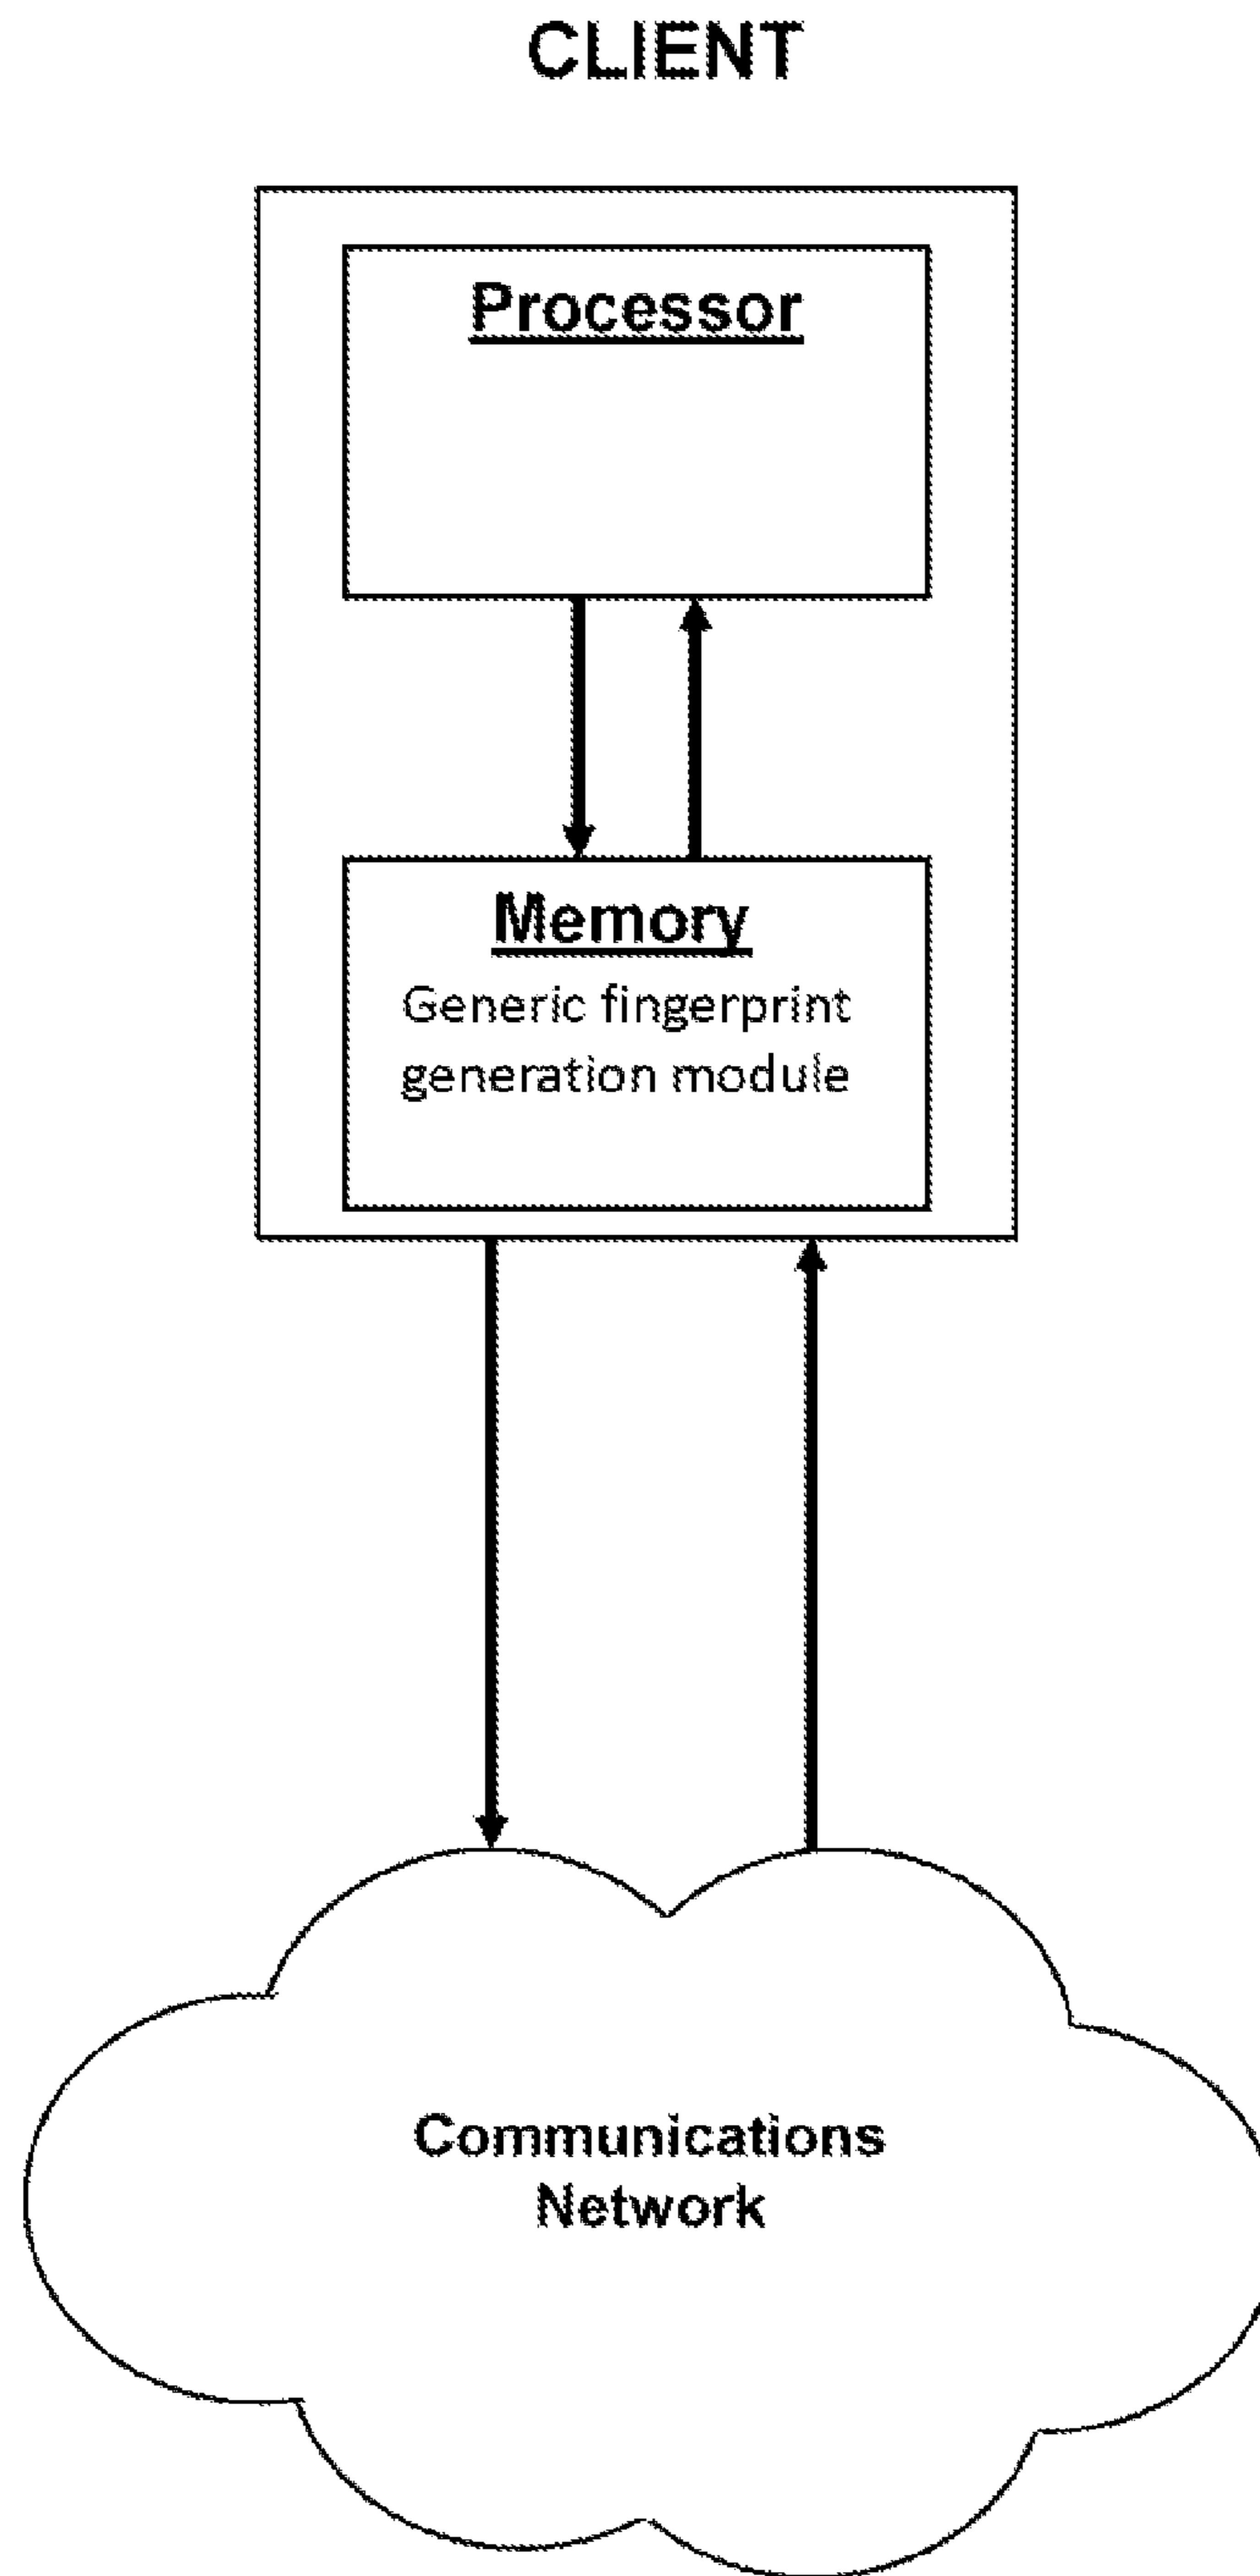 CLIENT
Processor
Memory
Generic fingerprint
generation module
Communications
Network